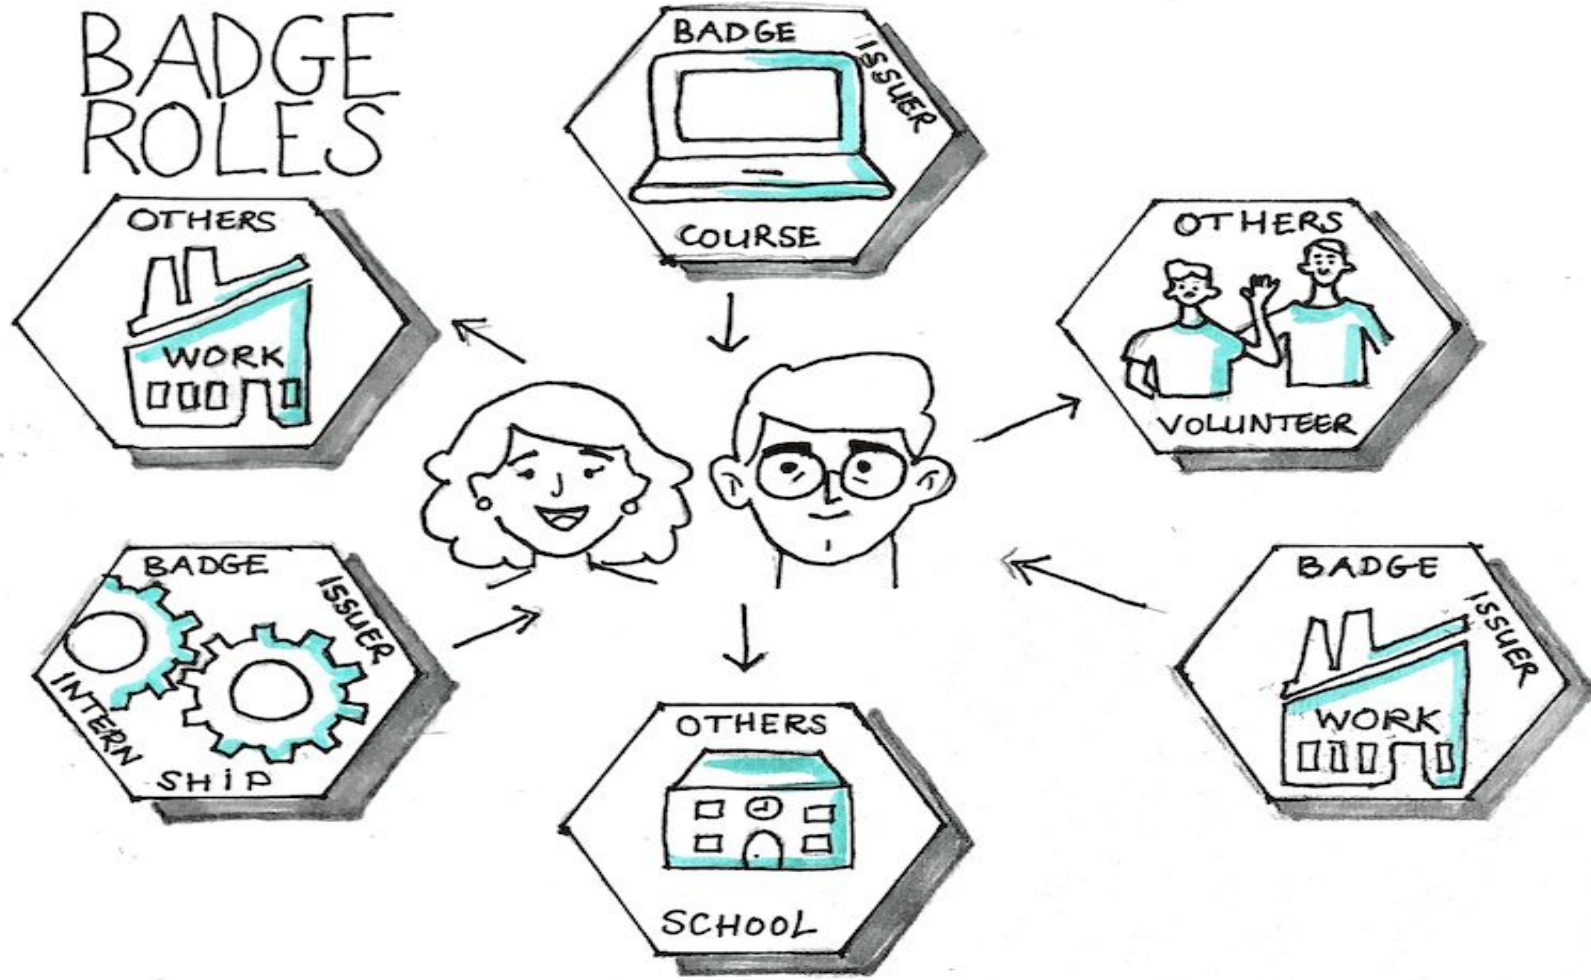 BADGE
ROLES
BADGE
ISSUER
COURSE
OTHERS
WORK
OTHERS
VOLUNTEER
BADGE
ISSUER
INTERN
SHIP
OTHERS
SCHOOL
BADGE
ISSUER
WORK